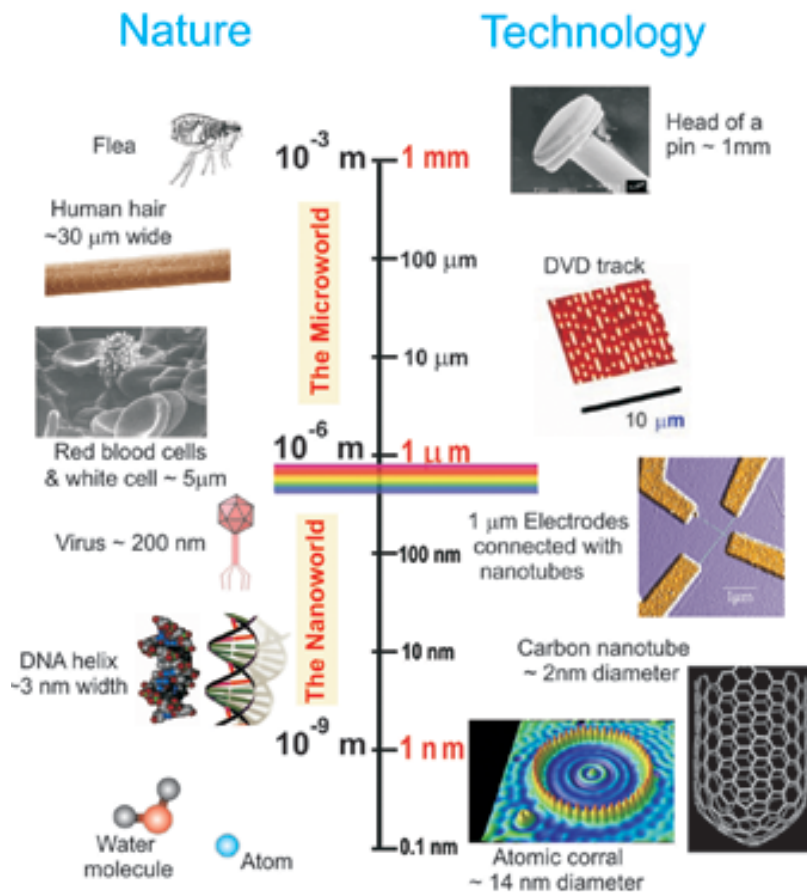 Nature
Technology
Flea
10⁻³ m
1 mm
Head of a
pin ~ 1mm
Human hair
~30 μm wide
The Microworld
100 μm
DVD track
10 μm
10 μm
Red blood cells
& white cell ~ 5μm
10⁻⁶ m
1 μm
Virus ~ 200 nm
The Nanoworld
100 nm
1 μm Electrodes
connected with
nanotubes
1μm
DNA helix
~3 nm width
10 nm
Carbon nanotube
~ 2nm diameter
10⁻⁹ m
1 nm
Water
molecule
Atom
0.1 nm
Atomic corral
~ 14 nm diameter